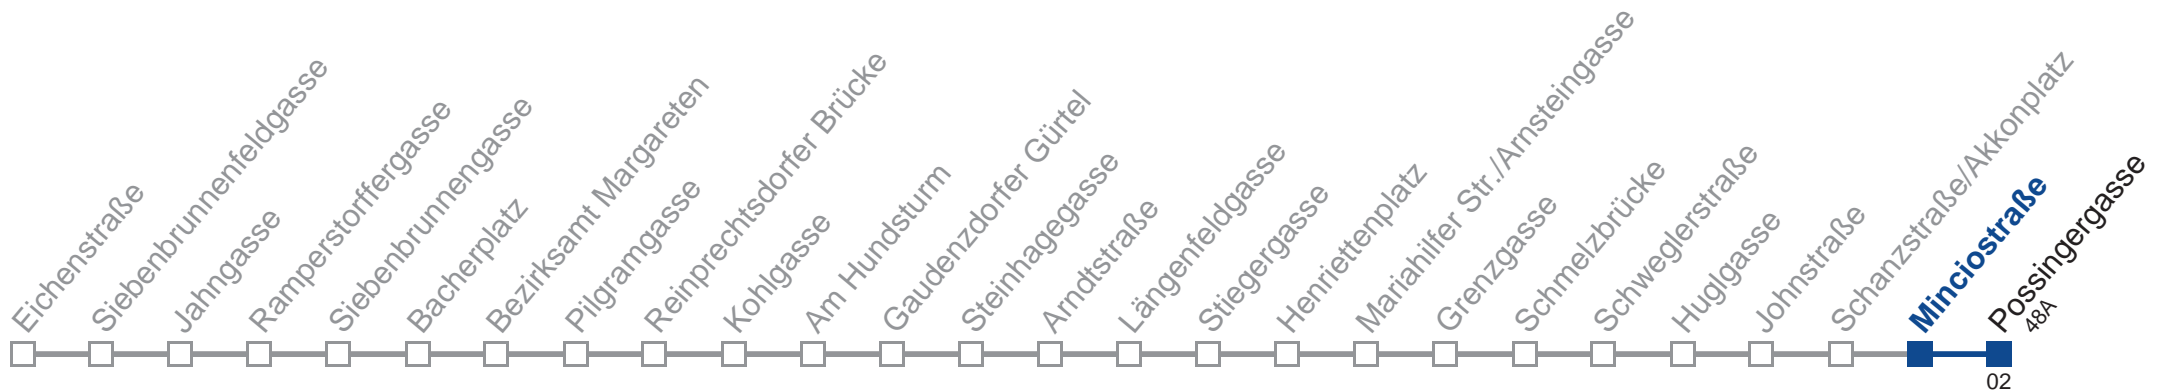 Eichenstraße
Siebenbrunnenfeldgasse
Jahngasse
Ramperstoffergasse
Siebenbrunnengasse
Bacherplatz
Bezirksamt Margareten
Pilgramgasse
Reinprechtsdorfer Brücke
Kohlgasse
Am Hundsturm
Gaudenzdorfer Gürtel
Steinhagegasse
Arndtstraße
Längenfeldgasse
Stiegergasse
Henriettenplatz
Mariahilfer Str./Arnsteingasse
Grenzgasse
Schmelzbrücke
Schweglerstraße
Huglgasse
Johnstraße
Schanzstraße/Akkonplatz
Minciostraße
Possingergasse
48A
02